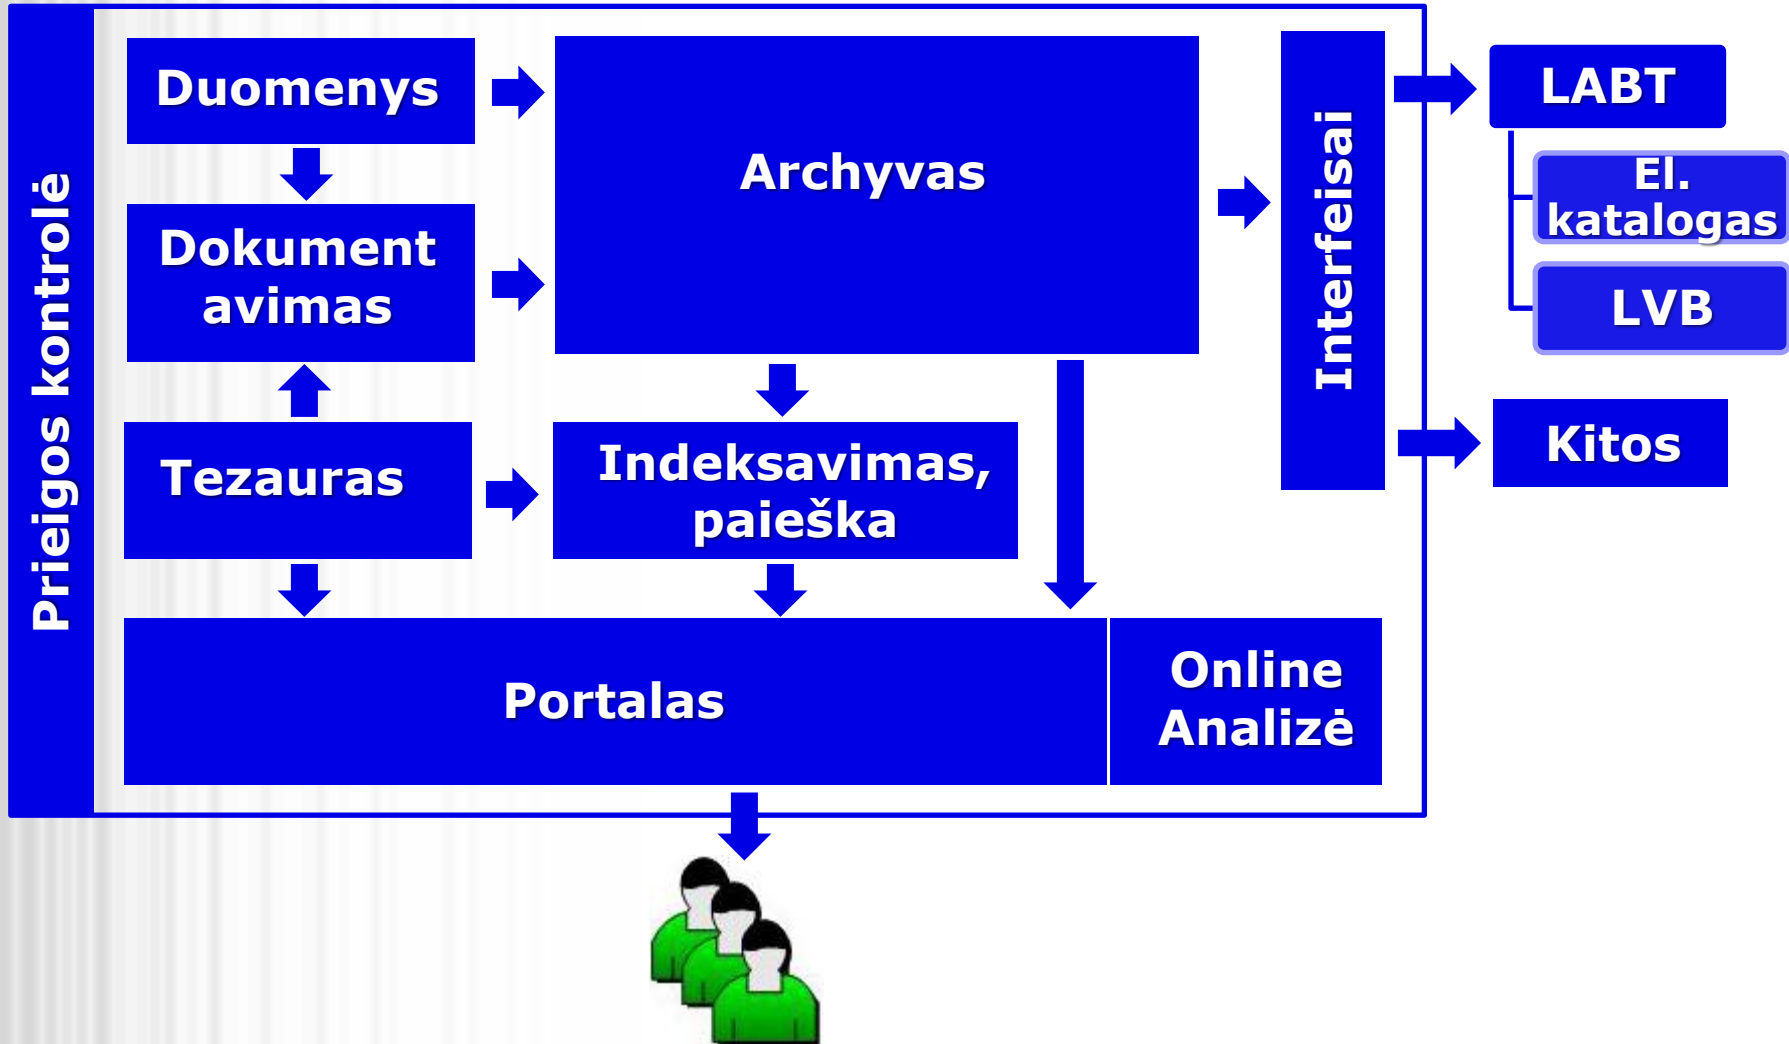 Prieigos kontrolė
Duomenys
Dokument
avimas
Tezauras
Archyvas
Indeksavimas,
paieška
Portalas
Online
Analizė
Interfeisai
LABT
El.
katalogas
LVB
Kitos